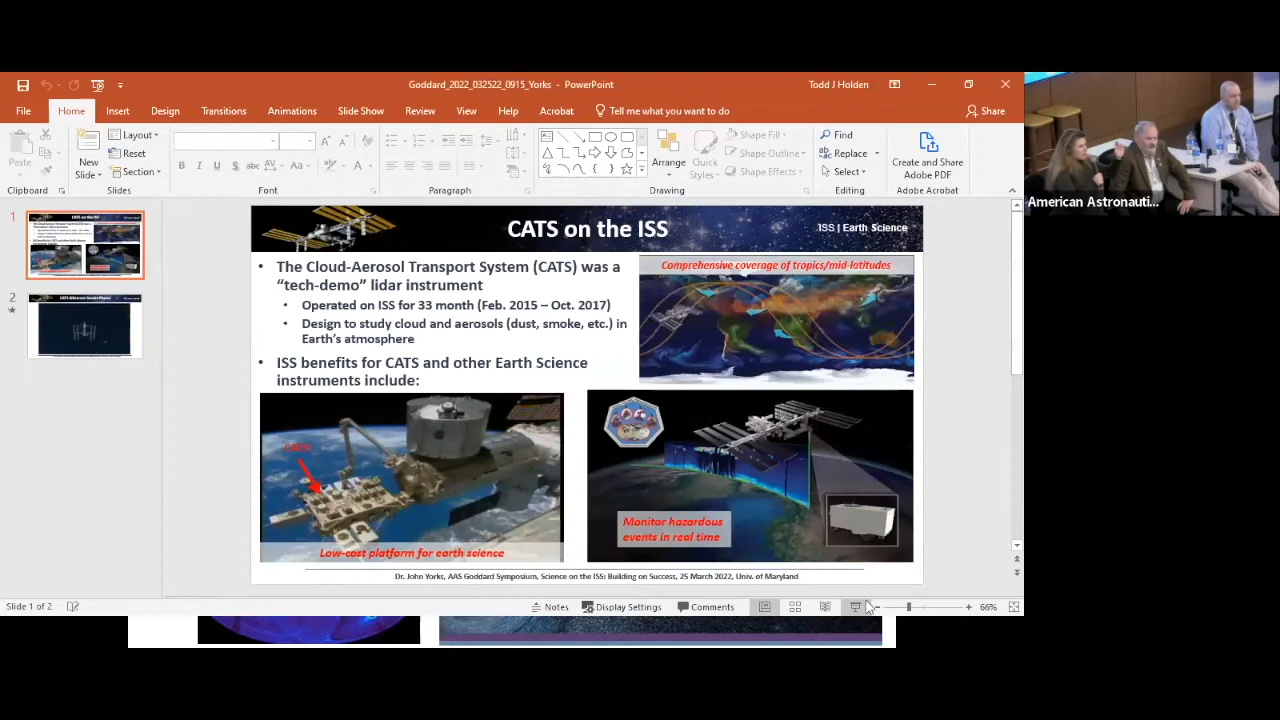 Goddard_2022_032522_0915_Yorks - PowerPoint
Todd J Holden
File Home Insert Design Transitions Animations Slide Show Review View Help Acrobat Tell me what you want to do Share
Paste
Clipboard
New
Slide
Layout
Reset
Section
Slides
Font
Paragraph
Arrange
Quick
Styles
Shape Fill
Shape Outline
Shape Effects
Drawing
Find
Replace
Select
Editing
Create and Share
Adobe PDF
Adobe Acrobat
American Astronauti...
1
2
CATS on the ISS
ISS | Earth Science
• The Cloud-Aerosol Transport System (CATS) was a
“tech-demo” lidar instrument
• Operated on ISS for 33 month (Feb. 2015 – Oct. 2017)
• Design to study cloud and aerosols (dust, smoke, etc.) in
Earth’s atmosphere
• ISS benefits for CATS and other Earth Science
instruments include:
Comprehensive coverage of tropics/mid-latitudes
Low-cost platform for earth science
Monitor hazardous
events in real time
Dr. John Yorks, AAS Goddard Symposium, Science on the ISS: Building on Success, 25 March 2022, Univ. of Maryland
Slide 1 of 2
Notes Display Settings Comments 66%